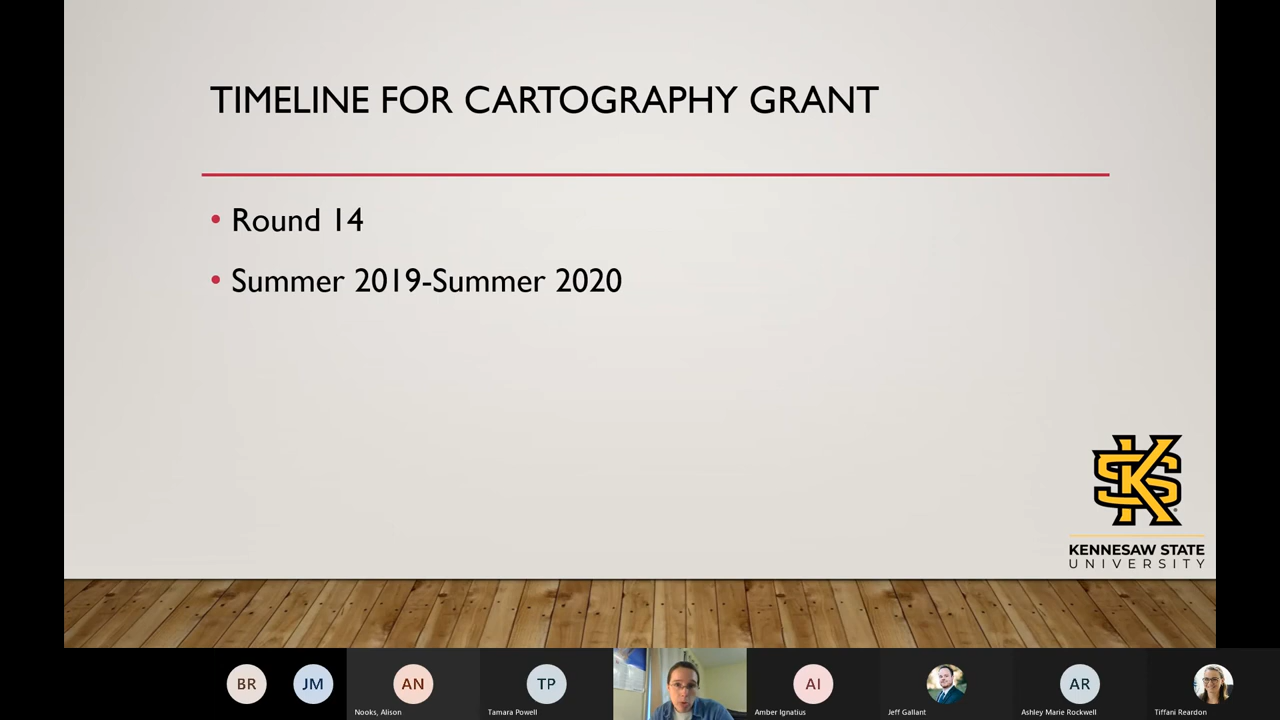 TIMELINE FOR CARTOGRAPHY GRANT
• Round 14
• Summer 2019-Summer 2020
KS
KENNESAW STATE
UNIVERSITY
BR
JM
AN
TP
AI
AR
Nooks, Alison
Tamara Powell
Amber Ignatius
Jeff Gallant
Ashley Marie Rockwell
Tiffani Reardon